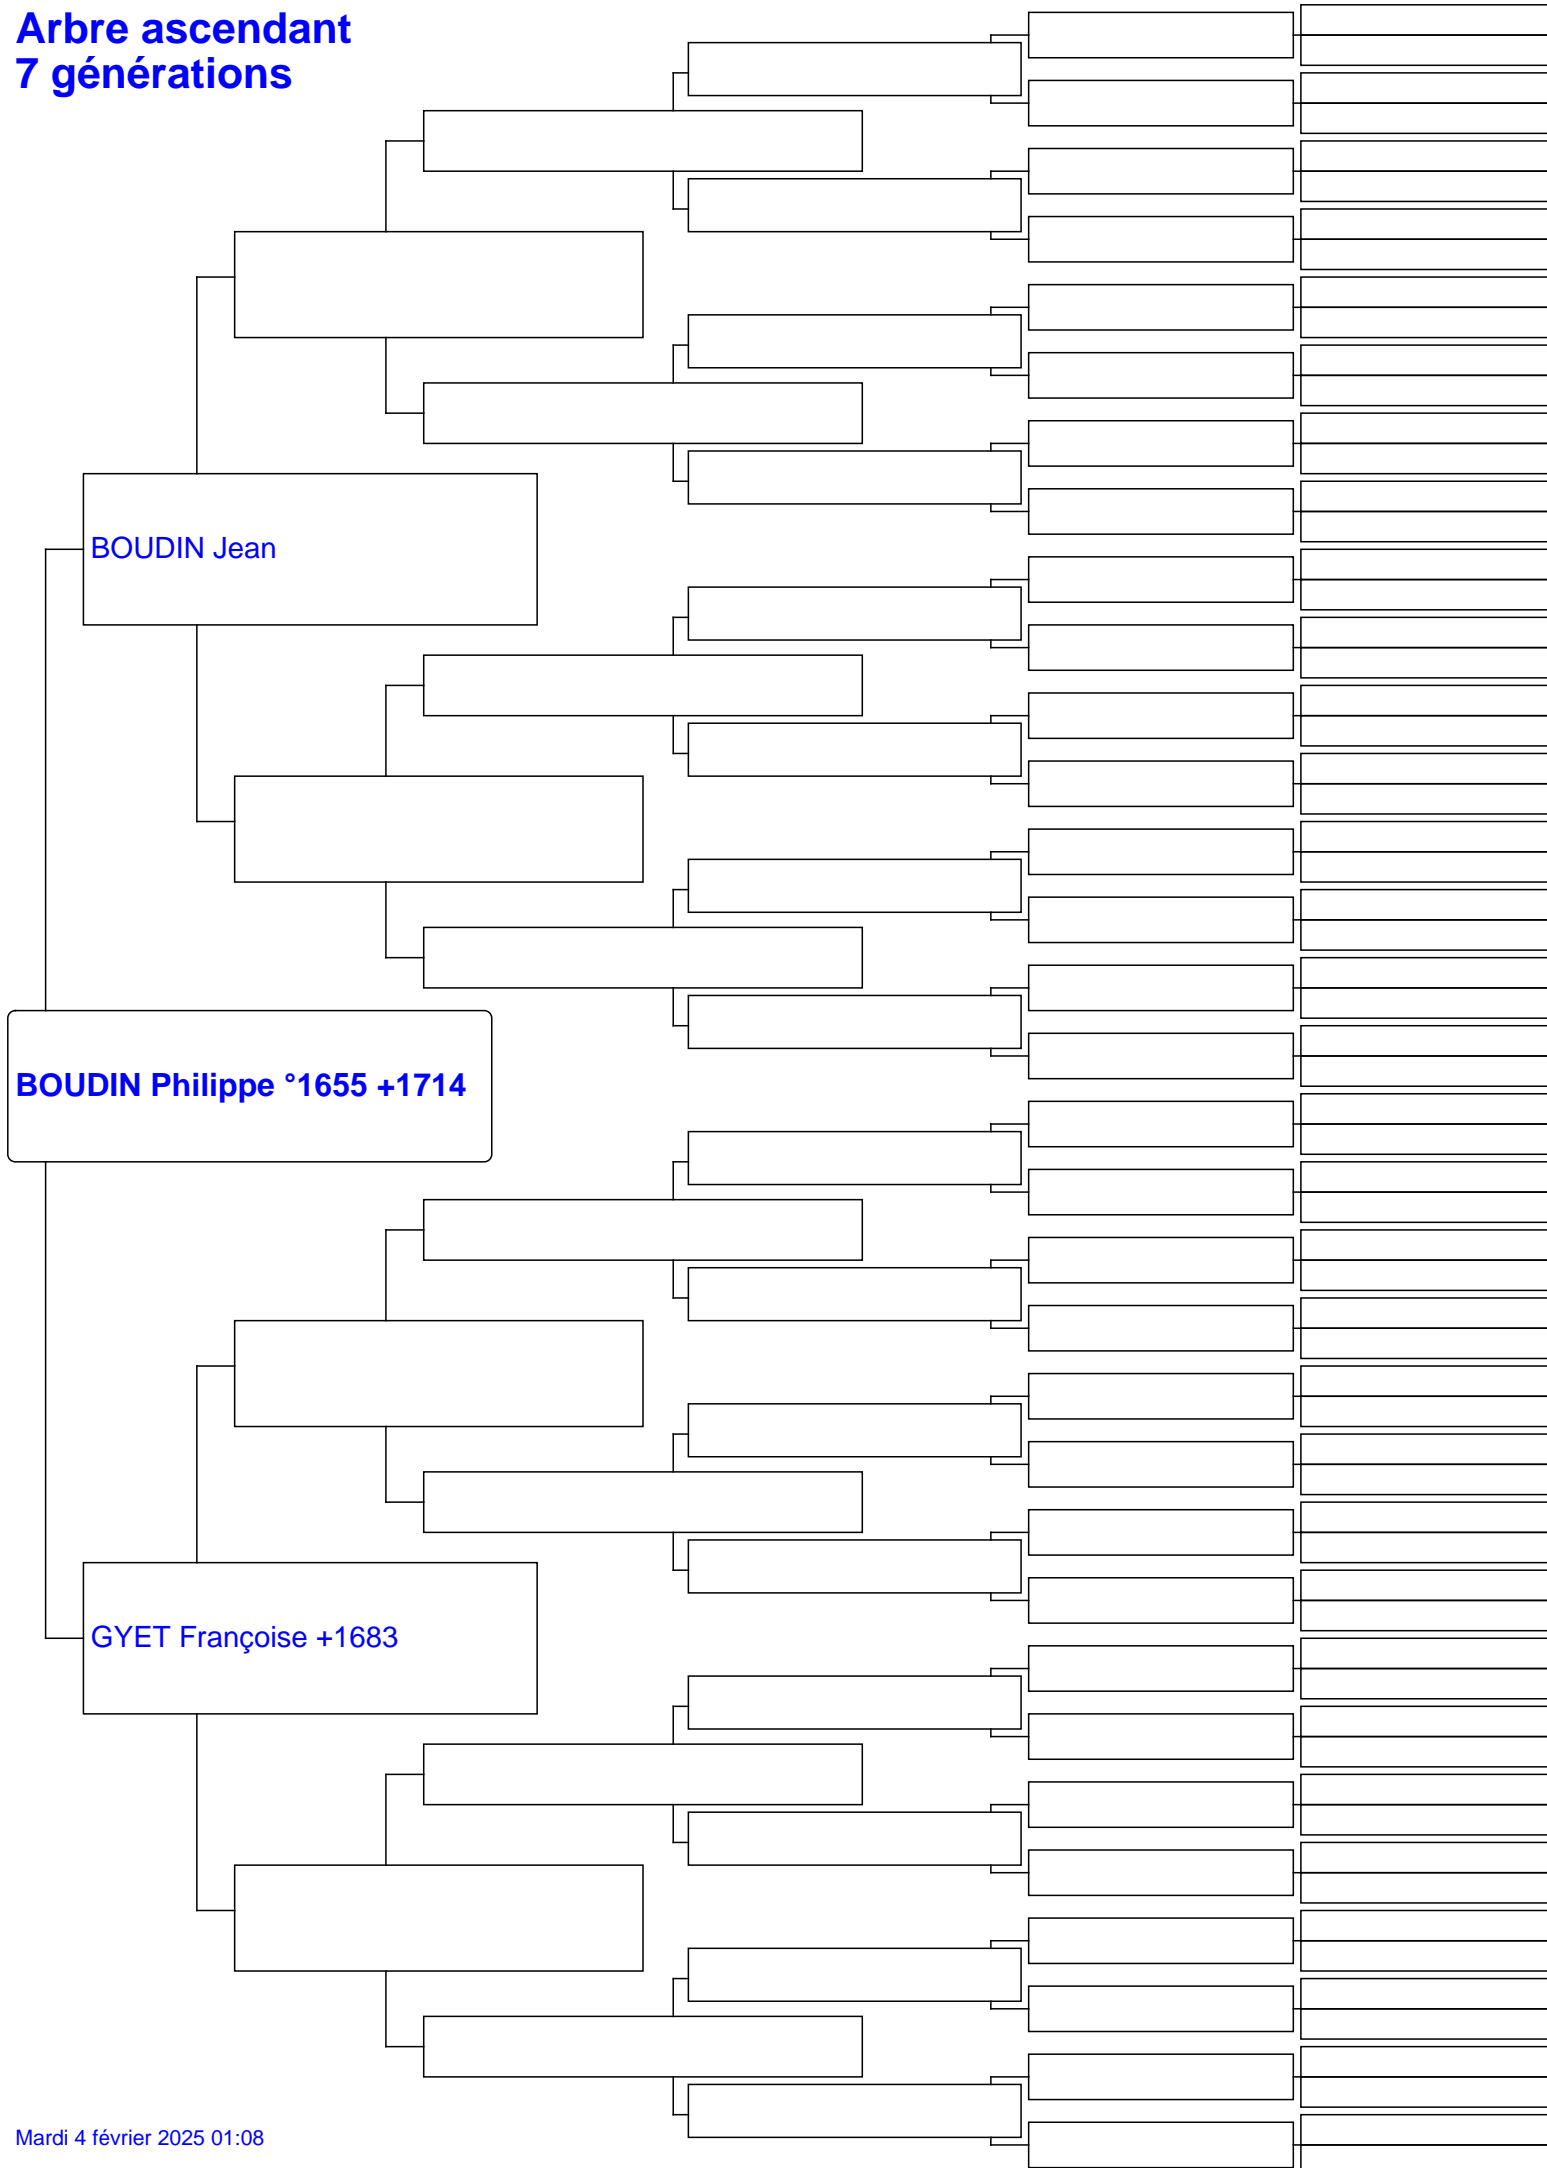 Arbre ascendant
7 générations
BOUDIN Jean
BOUDIN Philippe °1655 +1714
GYET Françoise +1683
Mardi 4 février 2025 01:08